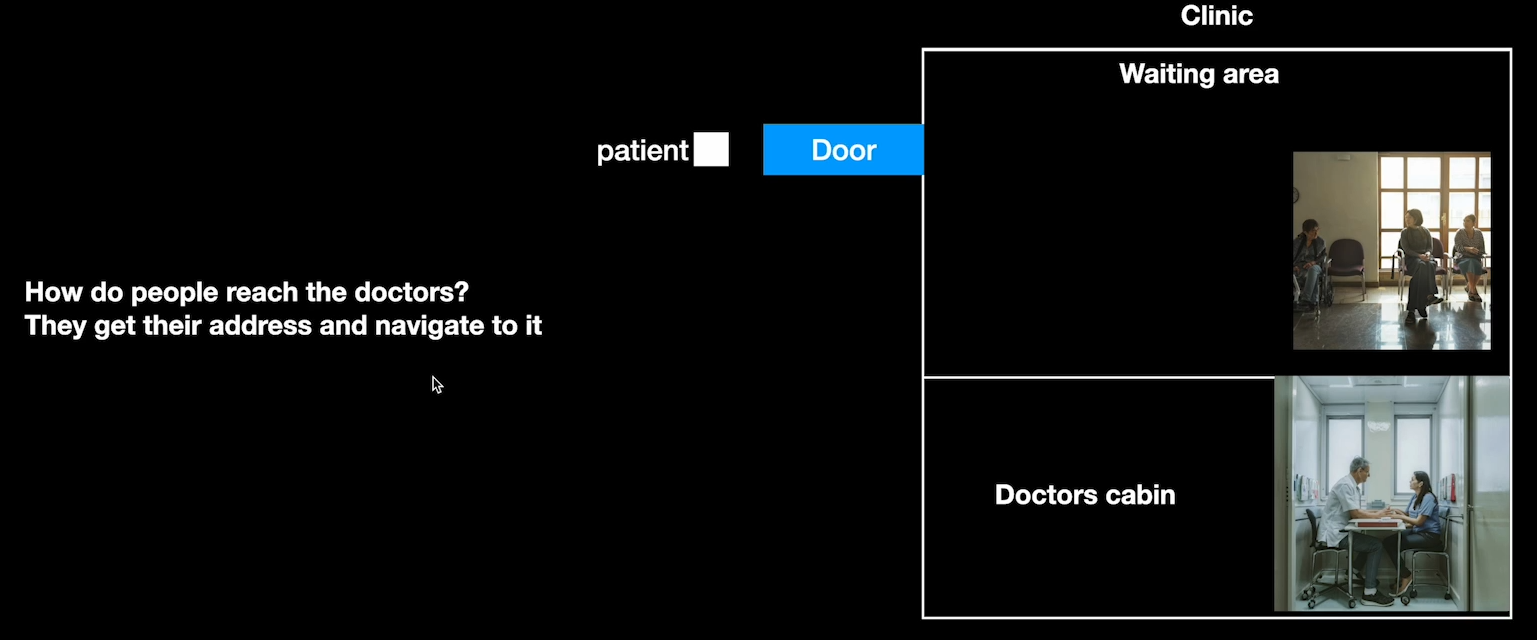 Clinic
Waiting area
patient
Door
How do people reach the doctors?
They get their address and navigate to it
Doctors cabin